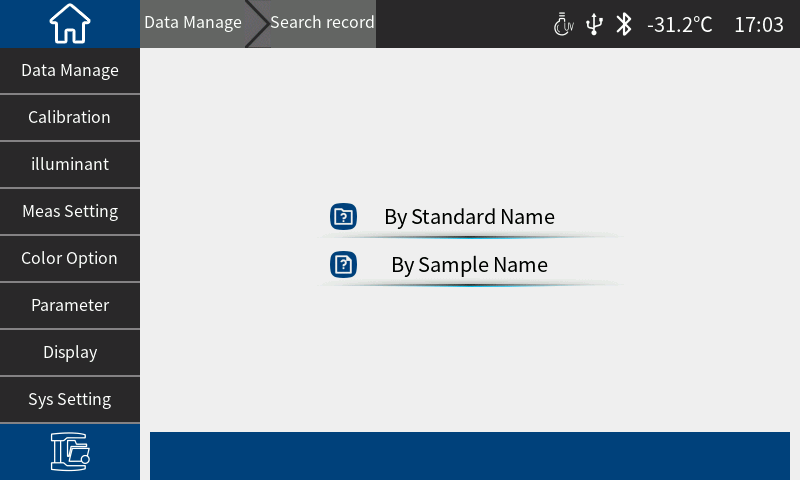 Data Manage
Search record
UV
-31.2℃
17:03
Data Manage
Calibration
illuminant
Meas Setting
Color Option
Parameter
Display
Sys Setting
By Standard Name
By Sample Name